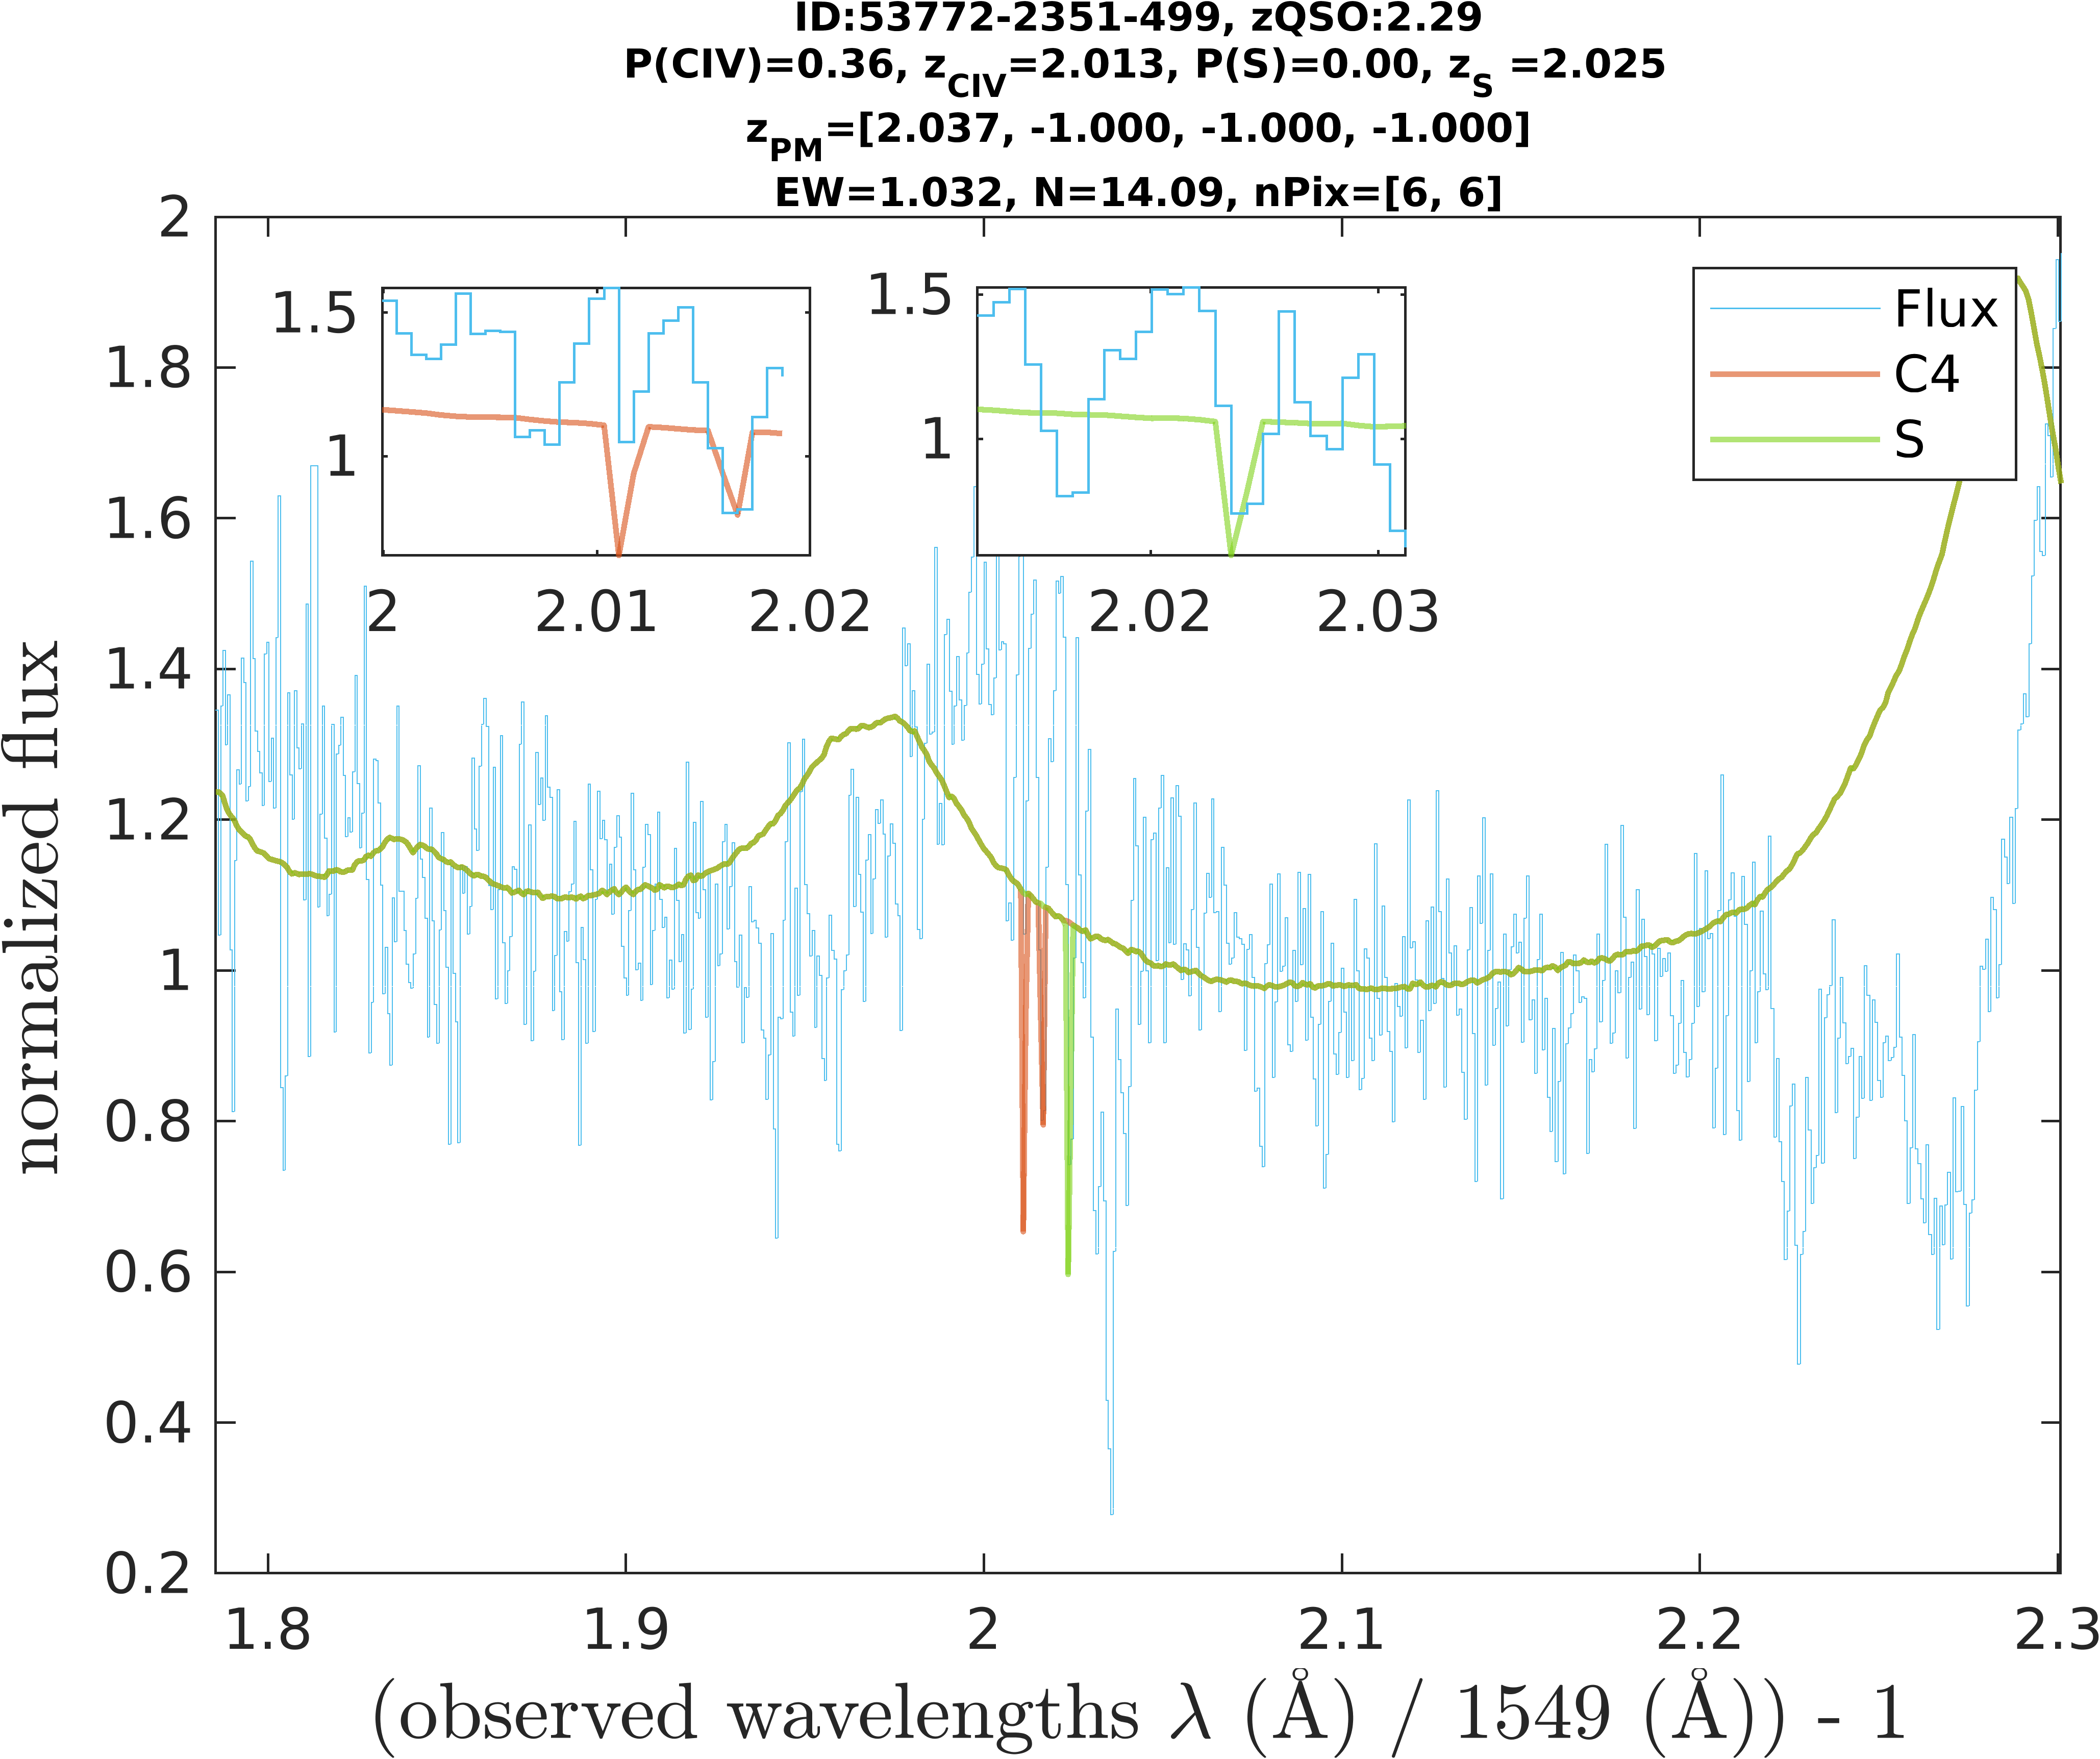 ID:53772-2351-499, zQSO:2.29
P(CIV)=0.36, zCIV=2.013, P(S)=0.00, zS =2.025
zPM=[2.037, -1.000, -1.000, -1.000]
EW=1.032, N=14.09, nPix=[6, 6]
2
1.8
1.6
1.4
1.2
1
0.8
0.6
0.4
0.2
normalized flux
1.5
1
2
2.01
2.02
1.5
1
2.02
2.03
Flux
C4
S
1.8
1.9
2
2.1
2.2
2.3
(observed wavelengths λ (Å) / 1549 (Å)) - 1